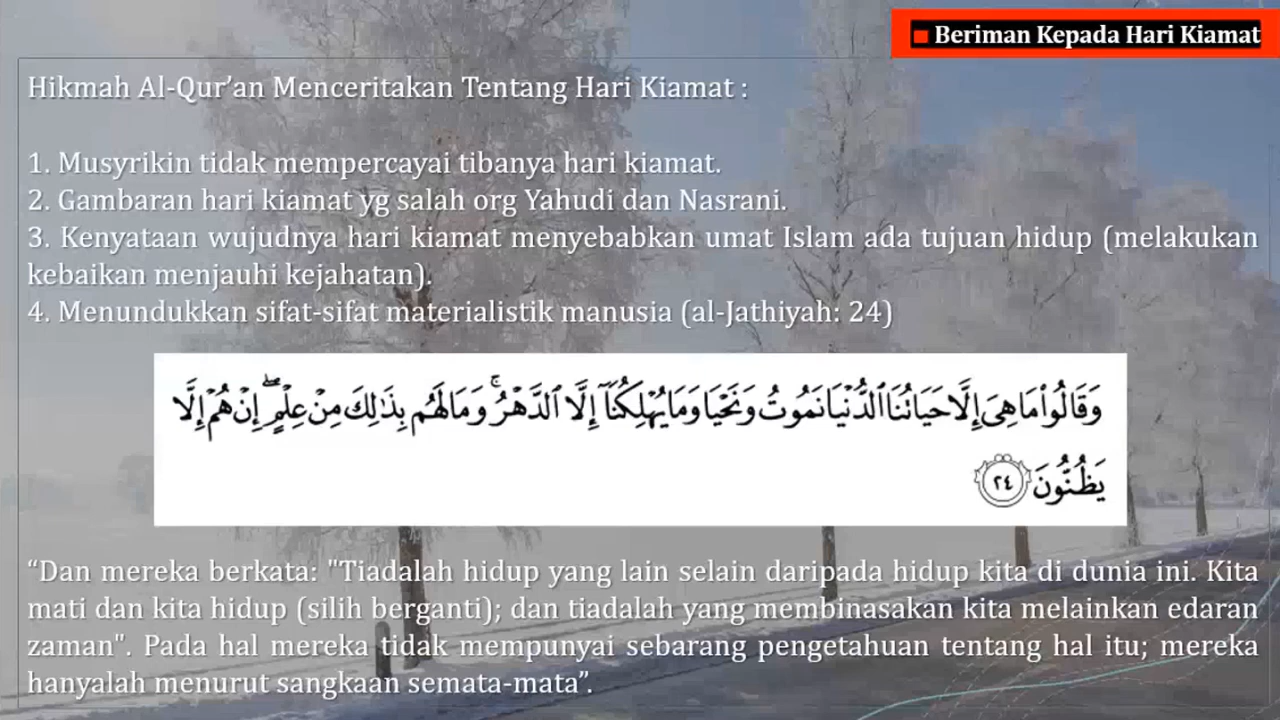 Beriman Kepada Hari Kiamat
Hikmah Al-Qur’an Menceritakan Tentang Hari Kiamat :
1. Musyrikin tidak mempercayai tibanya hari kiamat.
2. Gambaran hari kiamat yg salah org Yahudi dan Nasrani.
3. Kenyataan wujudnya hari kiamat menyebabkan umat Islam ada tujuan hidup (melakukan
kebaikan menjauhi kejahatan).
4. Menundukkan sifat-sifat materialistik manusia (al-Jathiyah: 24)
وَقَالُوا۟ مَا هِىَ إِلَّا حَيَاتُنَا ٱلدُّنْيَا نَمُوتُ وَنَحْيَا وَمَا يُهْلِكُنَآ إِلَّا ٱلدَّهْرُ ۚ وَمَا لَهُم بِذَٰلِكَ مِنْ عِلْمٍ ۖ إِنْ هُمْ إِلَّا
يَظُنُّونَ ٢٤
“Dan mereka berkata: "Tiadalah hidup yang lain selain daripada hidup kita di dunia ini. Kita
mati dan kita hidup (silih berganti); dan tiadalah yang membinasakan kita melainkan edaran
zaman". Pada hal mereka tidak mempunyai sebarang pengetahuan tentang hal itu; mereka
hanyalah menurut sangkaan semata-mata”.